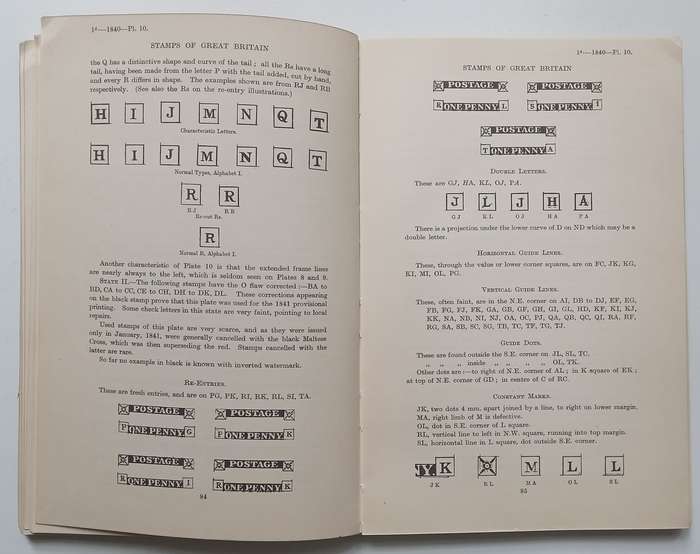 1ᵈ—1840—Pl. 10.
STAMPS OF GREAT BRITAIN
the Q has a distinctive shape and curve of the tail; all the Rs have a long
tail, having been made from the letter P with the tail added, cut by hand,
and every R differs in shape. The examples shown are from RJ and RB
respectively. (See also the Rs on the re-entry illustrations.)
H I J M N Q T
Characteristic Letters.
H I J M N Q T
Normal Types, Alphabet I.
R R
RJ RB
Re-cut Rs.
R
Normal R, Alphabet I.
Another characteristic of Plate 10 is that the extended frame lines
are nearly always to the left, which is seldom seen on Plates 8 and 9.
STATE II.—The following stamps have the O flaw corrected:—BA to
BD, CA to CC, CE to CH, DH to DK, DL. These corrections appearing
on the black stamp prove that this plate was used for the 1841 provisional
printing. Some check letters in this state are very faint, pointing to local
repairs.
Used stamps of this plate are very scarce, and as they were issued
only in January, 1841, were generally cancelled with the black Maltese
Cross, which was then superseding the red. Stamps cancelled with the
latter are rare.
So far no example in black is known with inverted watermark.
RE-ENTRIES.
These are fresh entries, and are on PG, PK, RI, RK, RL, SI, TA.
POSTAGE POSTAGE
P ONE PENNY G P ONE PENNY K
POSTAGE POSTAGE
R ONE PENNY I R ONE PENNY K
84
1ᵈ—1840—Pl. 10.
STAMPS OF GREAT BRITAIN
POSTAGE POSTAGE
R ONE PENNY L S ONE PENNY I
POSTAGE
T ONE PENNY A
DOUBLE LETTERS.
These are GJ, HA, KL, OJ, PA.
J L J H A
GJ KL OJ HA PA
There is a projection under the lower curve of D on ND which may be a
double letter.
HORIZONTAL GUIDE LINES.
These, through the value or lower corner squares, are on FC, JK, KG,
KI, MI, OL, PG.
VERTICAL GUIDE LINES.
These, often faint, are in the N.E. corner on AI, DB to DJ, EF, EG,
FB, FG, FJ, FK, GA, GB, GF, GH, GI, GL, HD, KF, KI, KJ,
KK, NA, NB, NI, NJ, OA, OC, PJ, QA, QB, QC, QI, RA, RF,
RG, SA, SB, SC, SG, TB, TC, TF, TG, TJ.
GUIDE DOTS.
These are found outside the S.E. corner on JL, SL, TC.
„ „ „ inside „ „ „ „ OL, TK.
Other dots are:—to right of N.E. corner of AL; in K square of EK;
at top of N.E. corner of GD; in centre of C of RC.
CONSTANT MARKS.
JK, two dots 4 mm. apart joined by a line, to right on lower margin.
MA, right limb of M is defective.
OL, dot in S.E. corner of L square.
RL, vertical line to left in N.W. square, running into top margin.
SL, horizontal line in L square, dot outside S.E. corner.
K M L L
JK RL MA OL SL
85